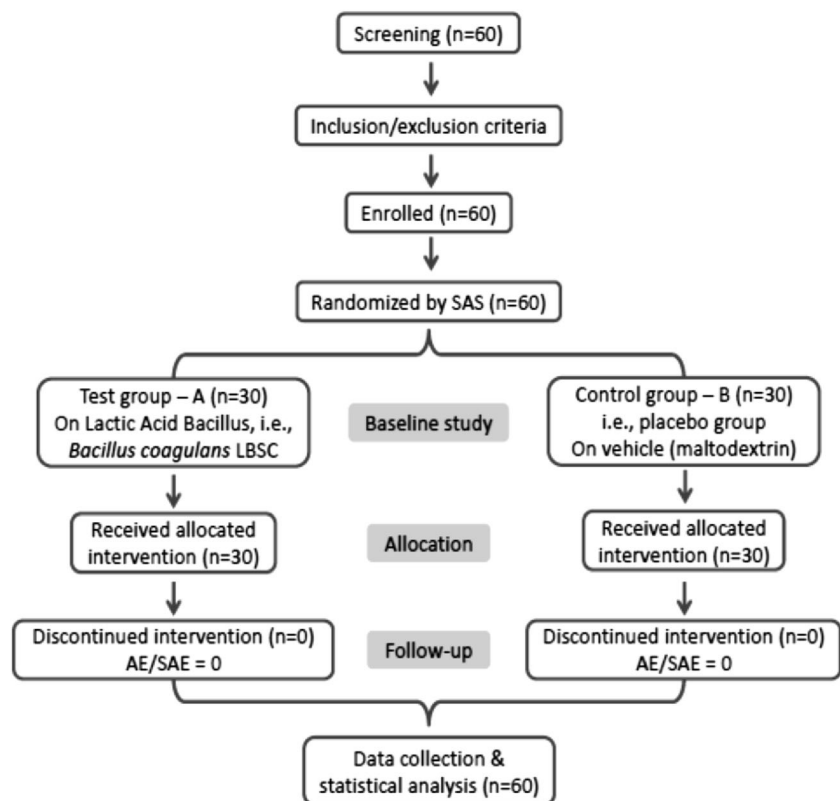 Screening (n=60)
Inclusion/exclusion criteria
Enrolled (n=60)
Randomized by SAS (n=60)
Test group – A (n=30)
On Lactic Acid Bacillus, i.e.,
Bacillus coagulans LBSC
Baseline study
Control group – B (n=30)
i.e., placebo group
On vehicle (maltodextrin)
Received allocated
intervention (n=30)
Allocation
Received allocated
intervention (n=30)
Discontinued intervention (n=0)
AE/SAE = 0
Follow-up
Discontinued intervention (n=0)
AE/SAE = 0
Data collection &
statistical analysis (n=60)